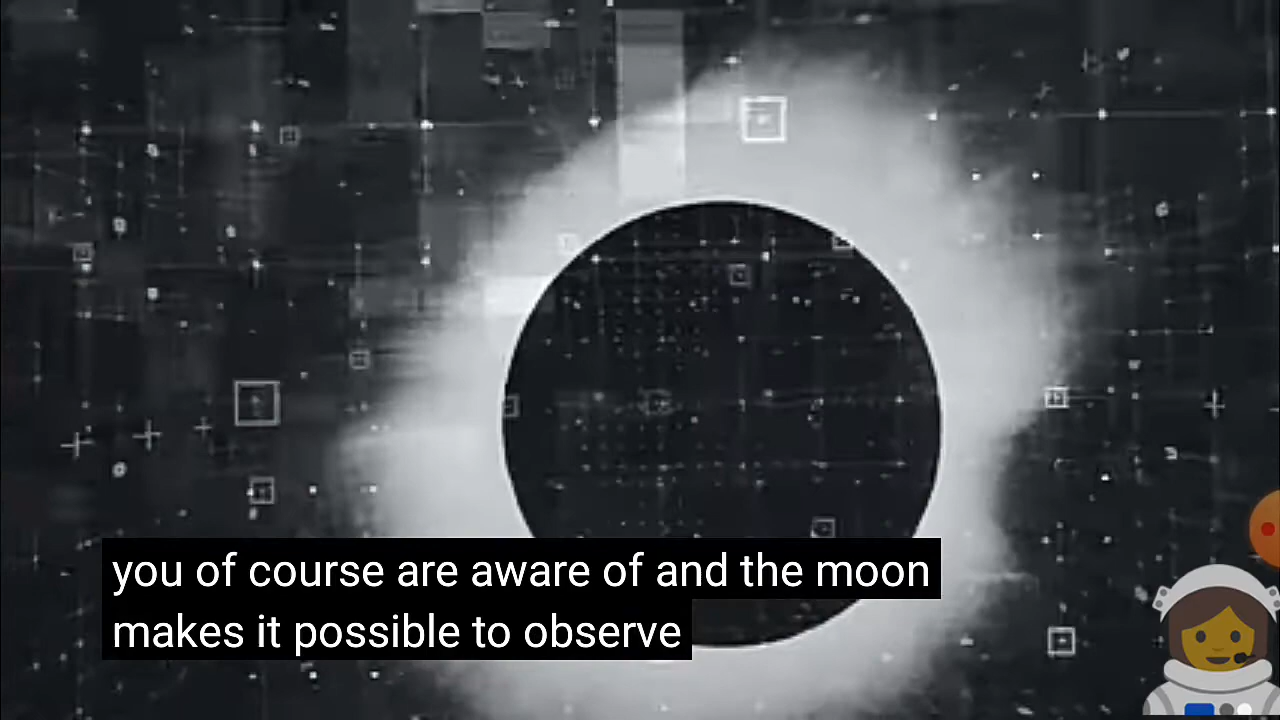 you of course are aware of and the moon
makes it possible to observe